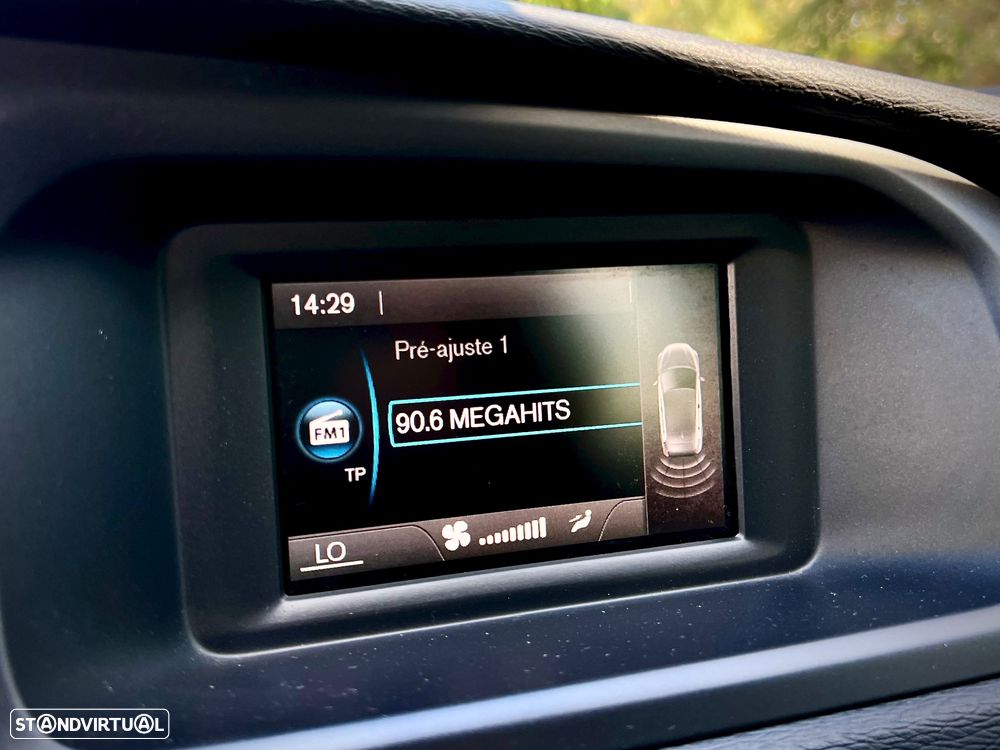 14:29
Pré-ajuste 1
90.6 MEGAHITS
FM1
TP
LO
STANDVIRTUAL